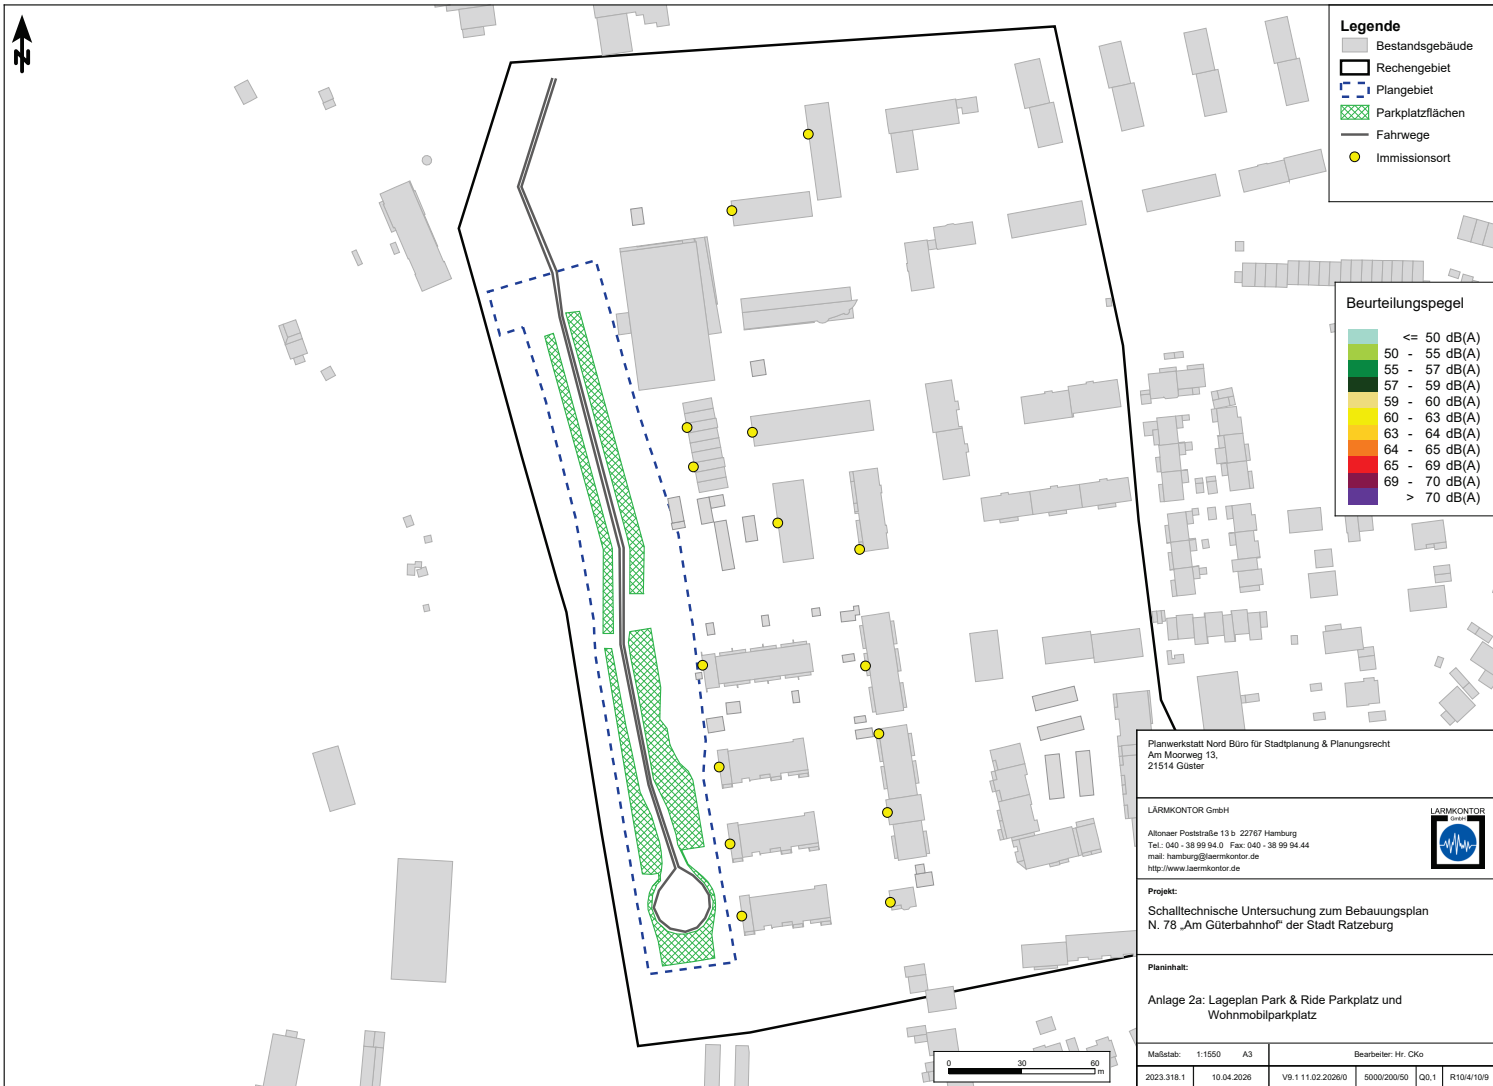 N
Legende
Bestandsgebäude
Rechengebiet
Plangebiet
Parkplatzflächen
Fahrwege
Immissionsort
Beurteilungspegel
<= 50 dB(A)
50 - 55 dB(A)
55 - 57 dB(A)
57 - 59 dB(A)
59 - 60 dB(A)
60 - 63 dB(A)
63 - 64 dB(A)
64 - 65 dB(A)
65 - 69 dB(A)
69 - 70 dB(A)
> 70 dB(A)
Planwerkstatt Nord Büro für Stadtplanung & Planungsrecht
Am Moorweg 13,
21514 Güster
LÄRMKONTOR GmbH
Altonaer Poststraße 13 b 22767 Hamburg
Tel.: 040 - 38 99 94.0 Fax: 040 - 38 99 94.44
mail: hamburg@laermkontor.de
http://www.laermkontor.de
LÄRMKONTOR
GmbH
Projekt:
Schalltechnische Untersuchung zum Bebauungsplan
N. 78 „Am Güterbahnhof“ der Stadt Ratzeburg
Planinhalt:
Anlage 2a: Lageplan Park & Ride Parkplatz und
Wohnmobilparkplatz
Maßstab: 1:1550 A3 Bearbeiter: Hr. CKo
2023.318.1 10.04.2026 V9.1 11.02.2026/0 5000/200/50 Q0,1 R10/4/10/9
0 30 60
m